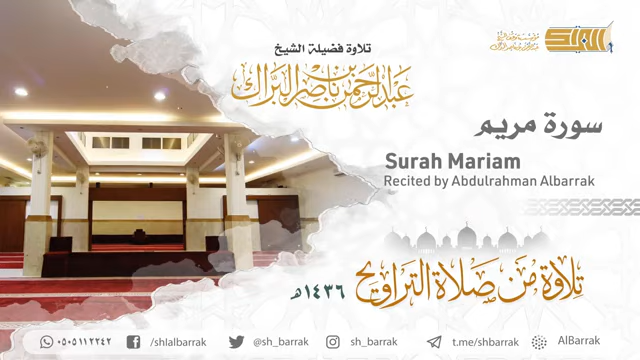 تلاوة فضيلة الشيخ
عبدالرحمن بن ناصر البراك
سورة مريم
Surah Mariam
Recited by Abdulrahman Albarrak
تلاوة من صلاة التراويح
١٤٣٦هـ
٠٥٠٥١١٢٢٤٢
/shlalbarrak
@sh_barrak
sh_barrak
t.me/shbarrak
AlBarrak